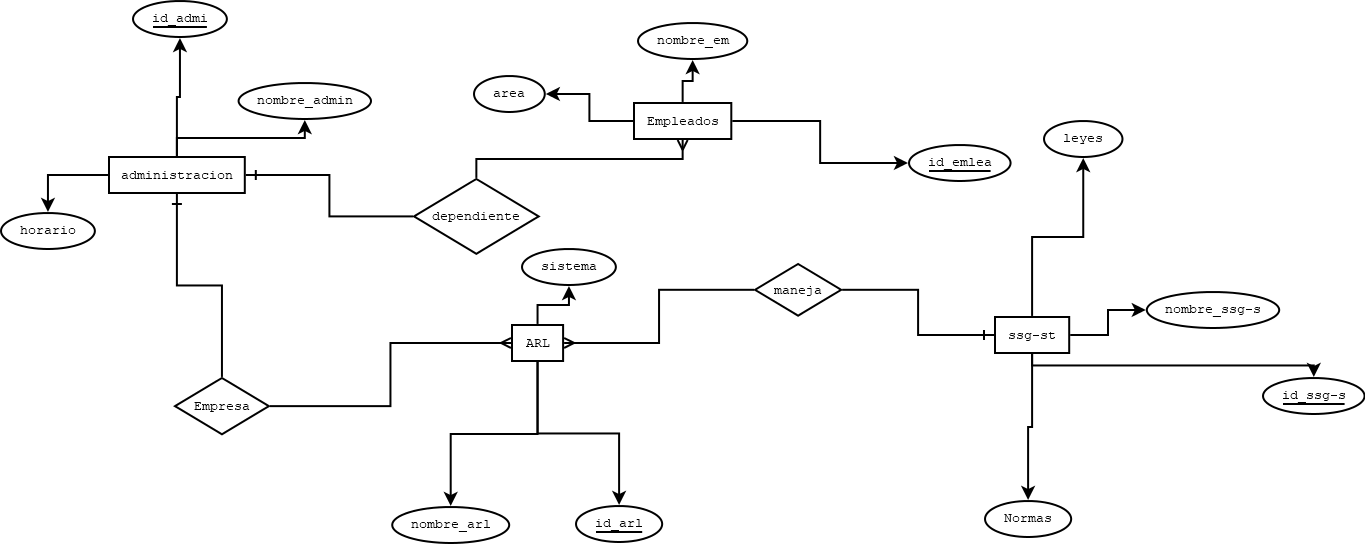 id_admi
nombre_em
area
nombre_admin
Empleados
leyes
id_emlea
administracion
dependiente
horario
sistema
maneja
nombre_ssg-s
ssg-st
ARL
id_ssg-s
Empresa
Normas
nombre_arl
id_arl